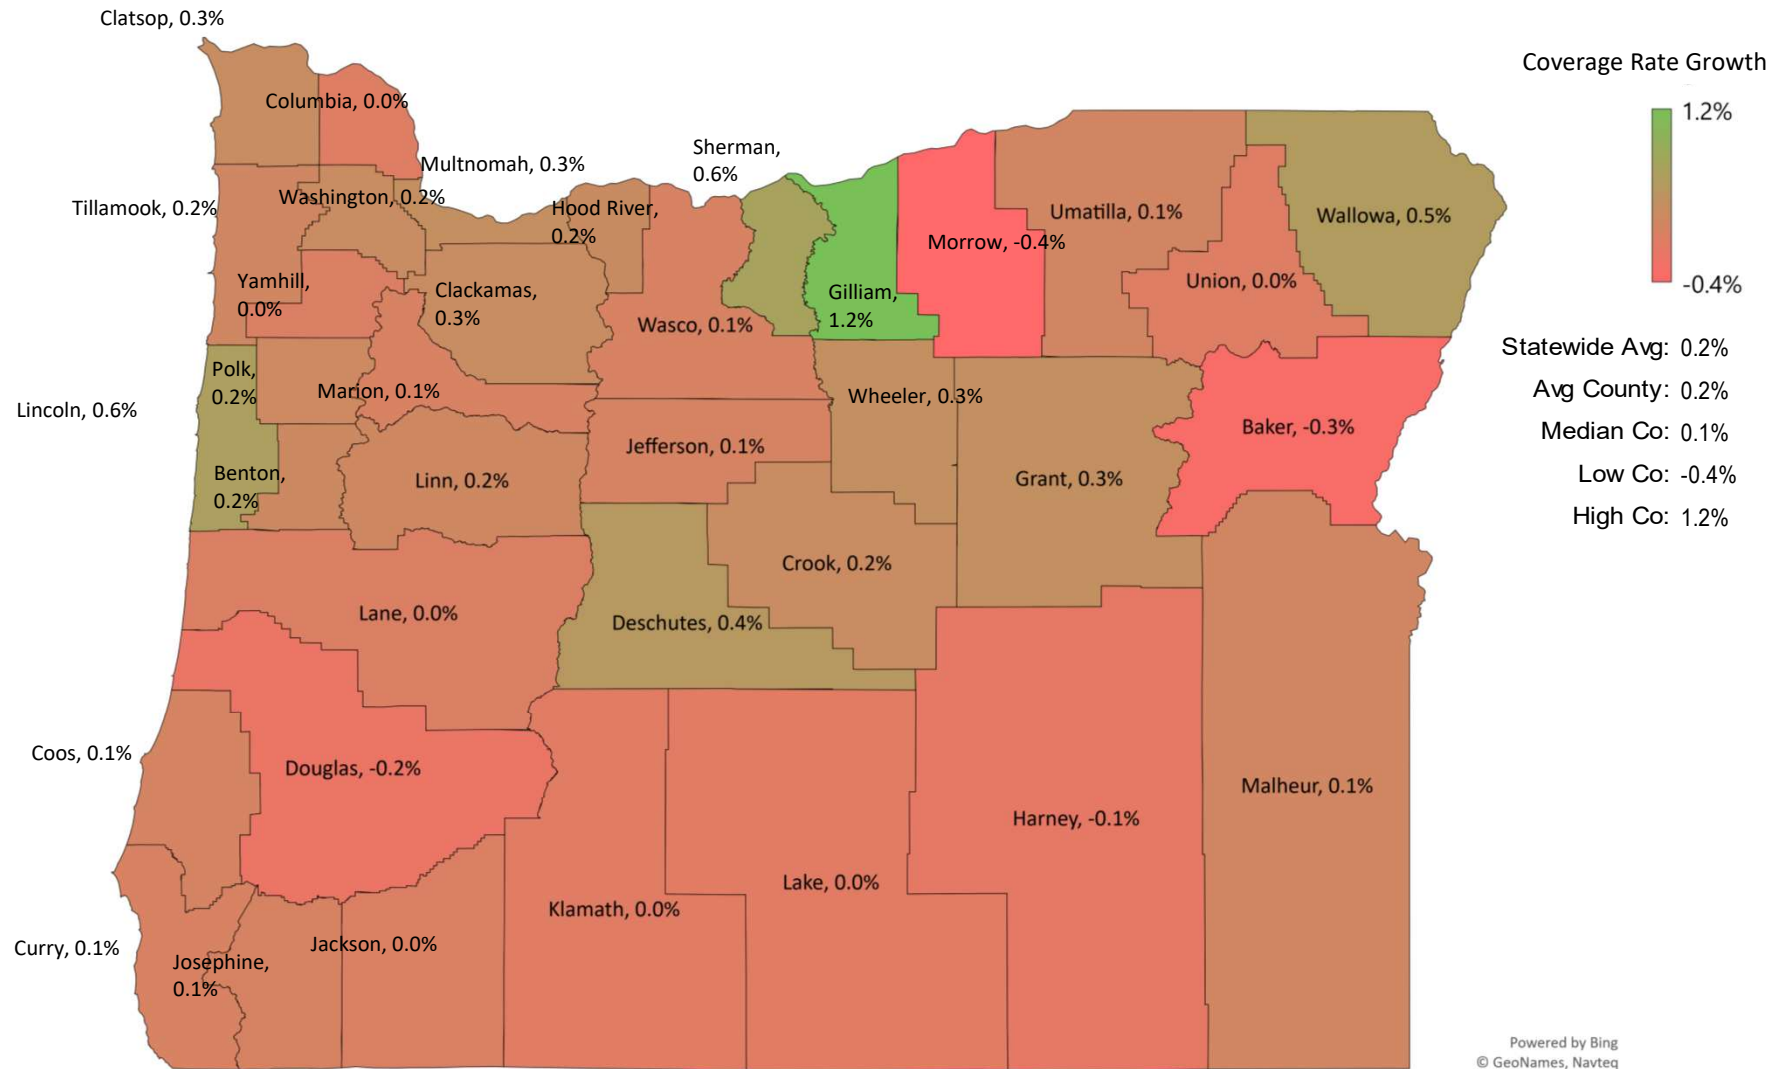 Clatsop, 0.3%
Coverage Rate Growth
Columbia, 0.0%
1.2%
Sherman,
0.6%
Multnomah, 0.3%
Washington, 0.2%
Tillamook, 0.2%
Hood River,
0.2%
Umatilla, 0.1%
Wallowa, 0.5%
Morrow, -0.4%
Yamhill,
0.0%
Clackamas,
0.3%
Gilliam,
1.2%
Union, 0.0%
-0.4%
Wasco, 0.1%
Statewide Avg: 0.2%
Polk,
0.2%
Marion, 0.1%
Wheeler, 0.3%
Avg County: 0.2%
Lincoln, 0.6%
Baker, -0.3%
Median Co: 0.1%
Jefferson, 0.1%
Benton,
0.2%
Linn, 0.2%
Grant, 0.3%
Low Co: -0.4%
High Co: 1.2%
Crook, 0.2%
Lane, 0.0%
Deschutes, 0.4%
Coos, 0.1%
Douglas, -0.2%
Malheur, 0.1%
Harney, -0.1%
Lake, 0.0%
Klamath, 0.0%
Curry, 0.1%
Jackson, 0.0%
Josephine,
0.1%
Powered by Bing
© GeoNames, Navteq